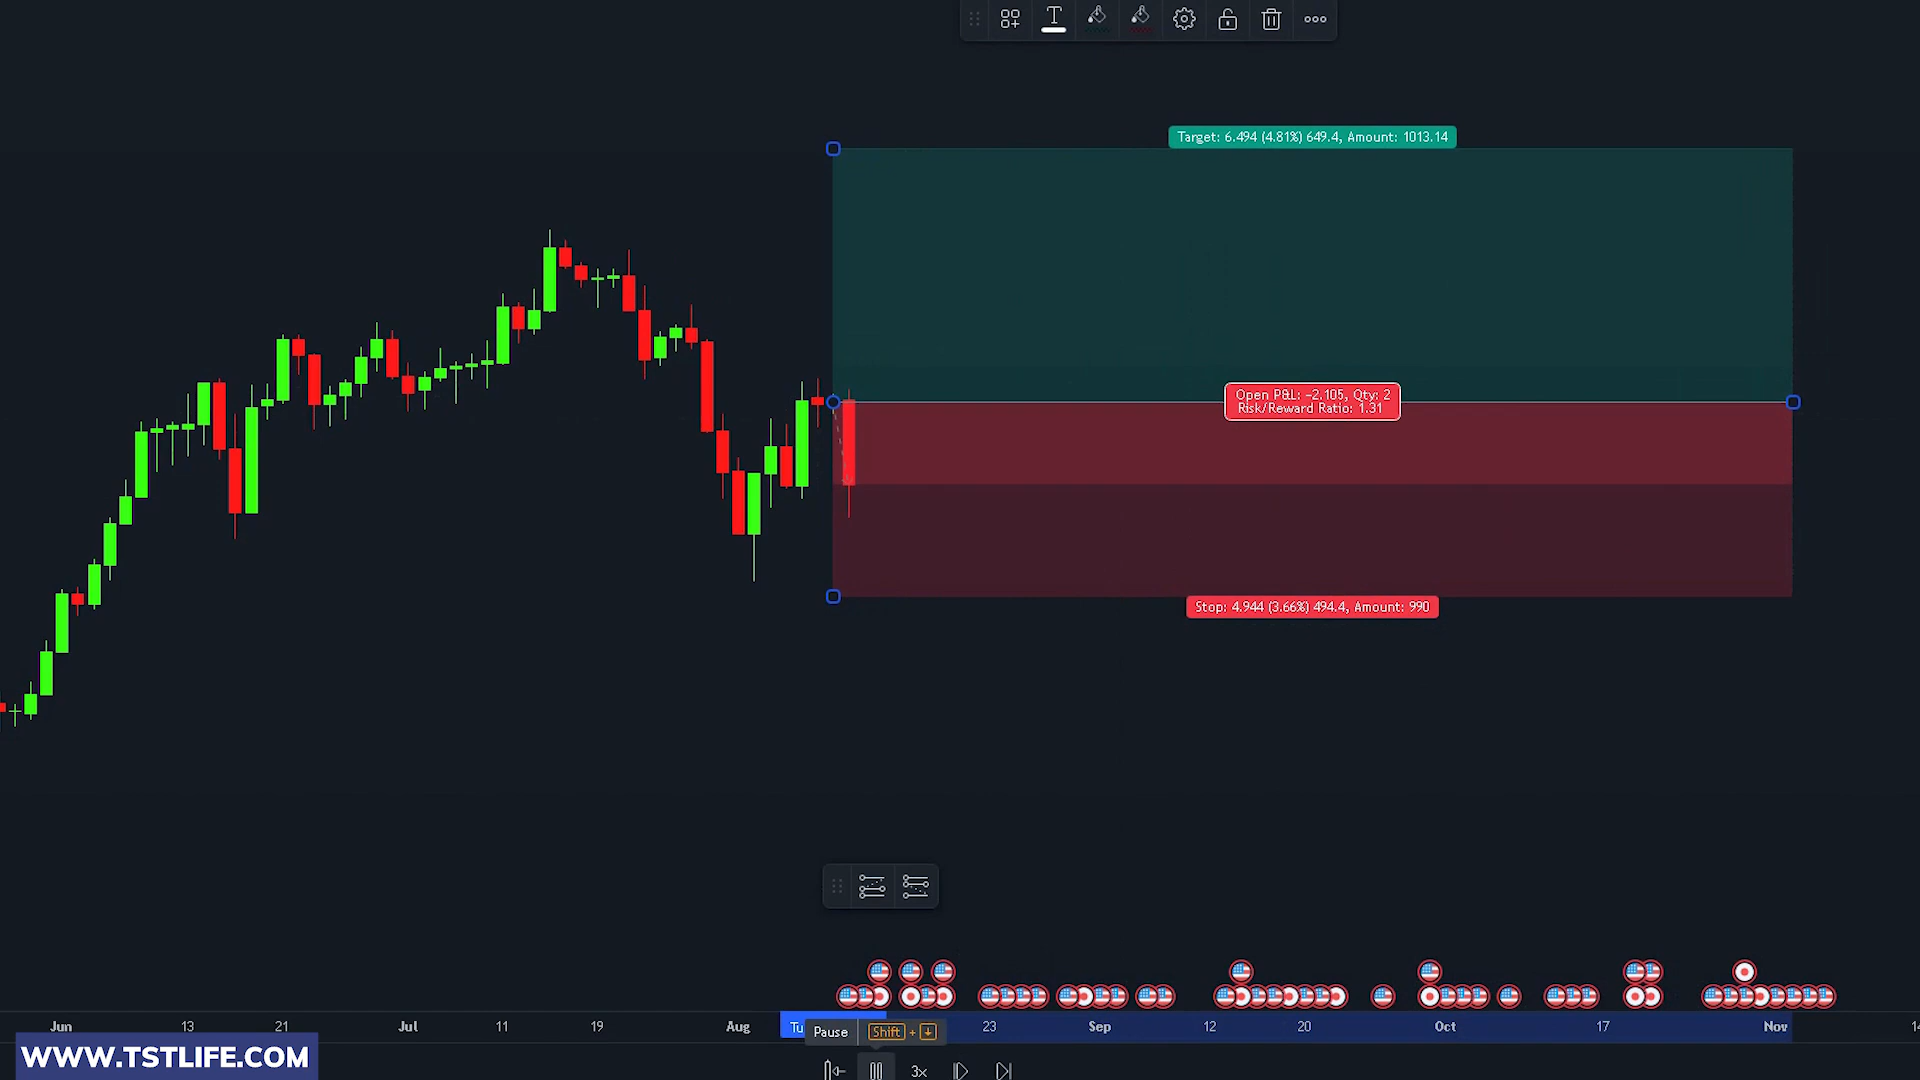 Target: 6.494 (4.81%) 649.4, Amount: 1013.14
Open P&L: −2.105, Qty: 2
Risk/Reward Ratio: 1.31
Stop: 4.944 (3.66%) 494.4, Amount: 990
Jun 13 21 Jul 11 19 Aug Tu 23 Sep 12 20 Oct 17 Nov 14
Pause Shift + ↓
WWW.TSTLIFE.COM
3x